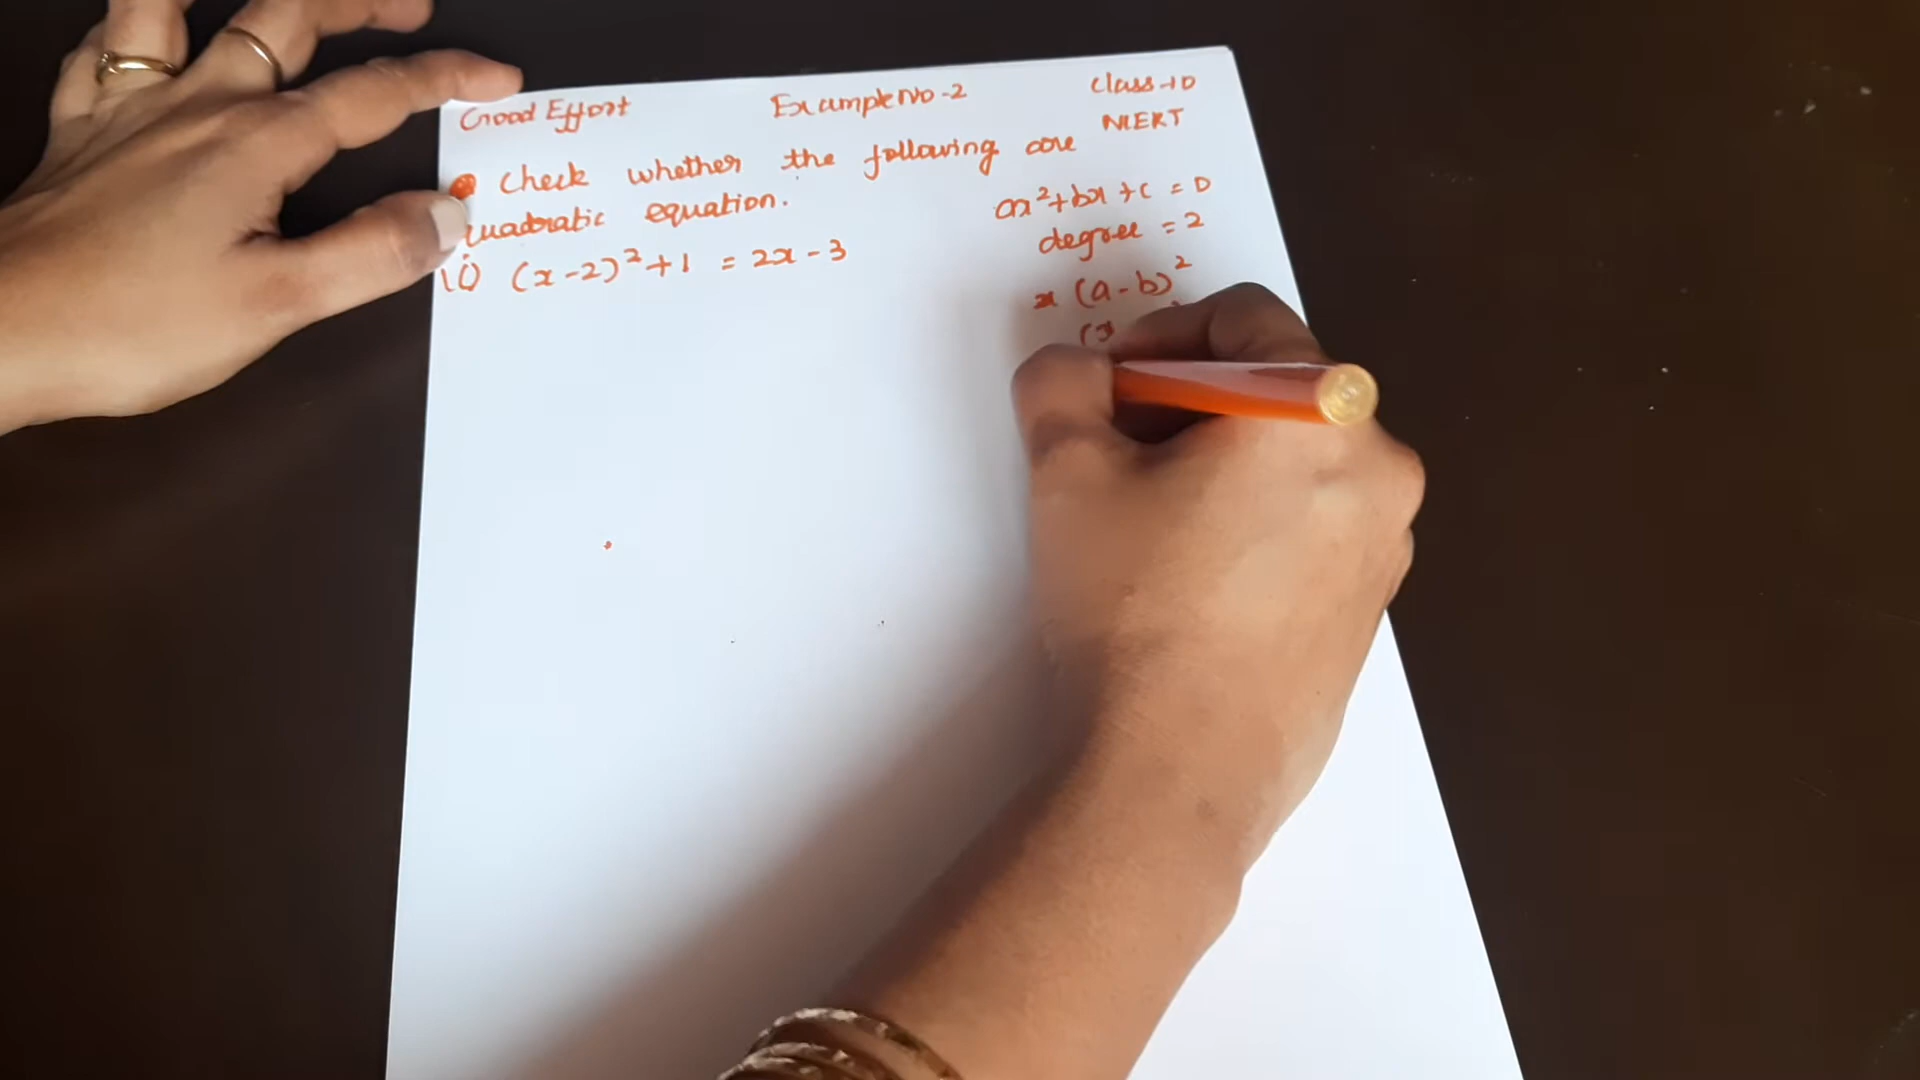 Good Effort Example No-2 Class-10
NCERT
Check whether the following are
quadratic equation.
(i) (x-2)²+1 = 2x-3
ax²+bx+c = 0
degree = 2
(a-b)²
(x